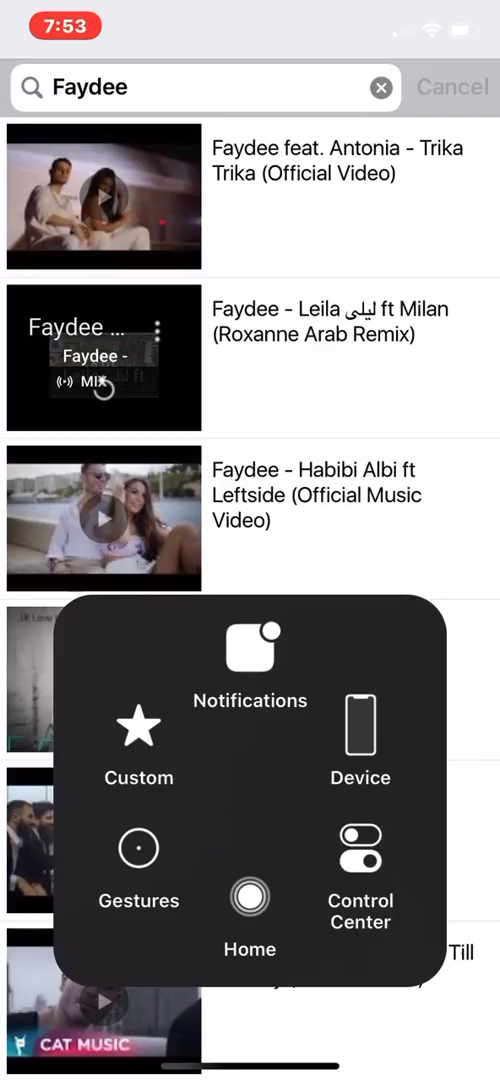 7:53
Faydee
Cancel
Faydee feat. Antonia - Trika
Trika (Official Video)
Faydee ...
Faydee -
MIX
Faydee - Leila ليلى ft Milan
(Roxanne Arab Remix)
Faydee - Habibi Albi ft
Leftside (Official Music
Video)
Notifications
Custom
Device
Gestures
Control
Center
Home
Till
CAT MUSIC